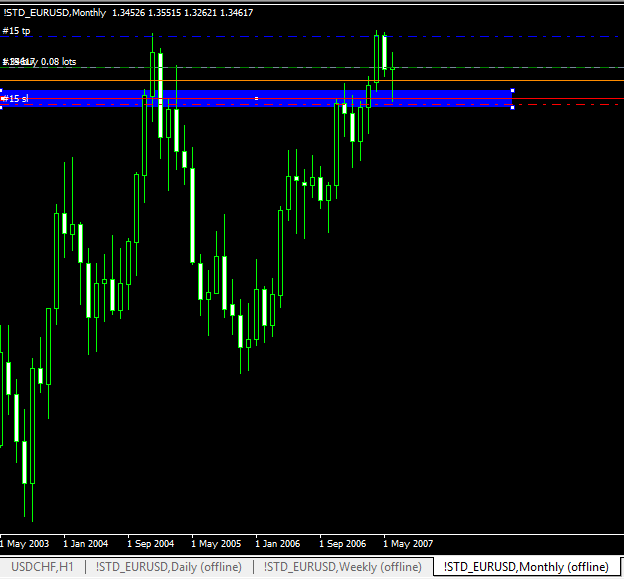 !STD_EURUSD,Monthly 1.34526 1.35515 1.32621 1.34617
#15 tp
buy 0.08 lots
#15 sl
1 May 2003 1 Jan 2004 1 Sep 2004 1 May 2005 1 Jan 2006 1 Sep 2006 1 May 2007
USDCHF,H1 !STD_EURUSD,Daily (offline) !STD_EURUSD,Weekly (offline) !STD_EURUSD,Monthly (offline)